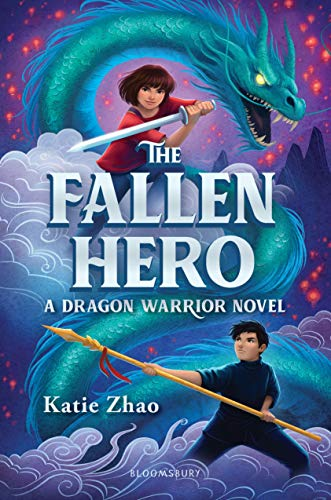 THE
FALLEN
HERO
A DRAGON WARRIOR NOVEL
Katie Zhao
BLOOMSBURY